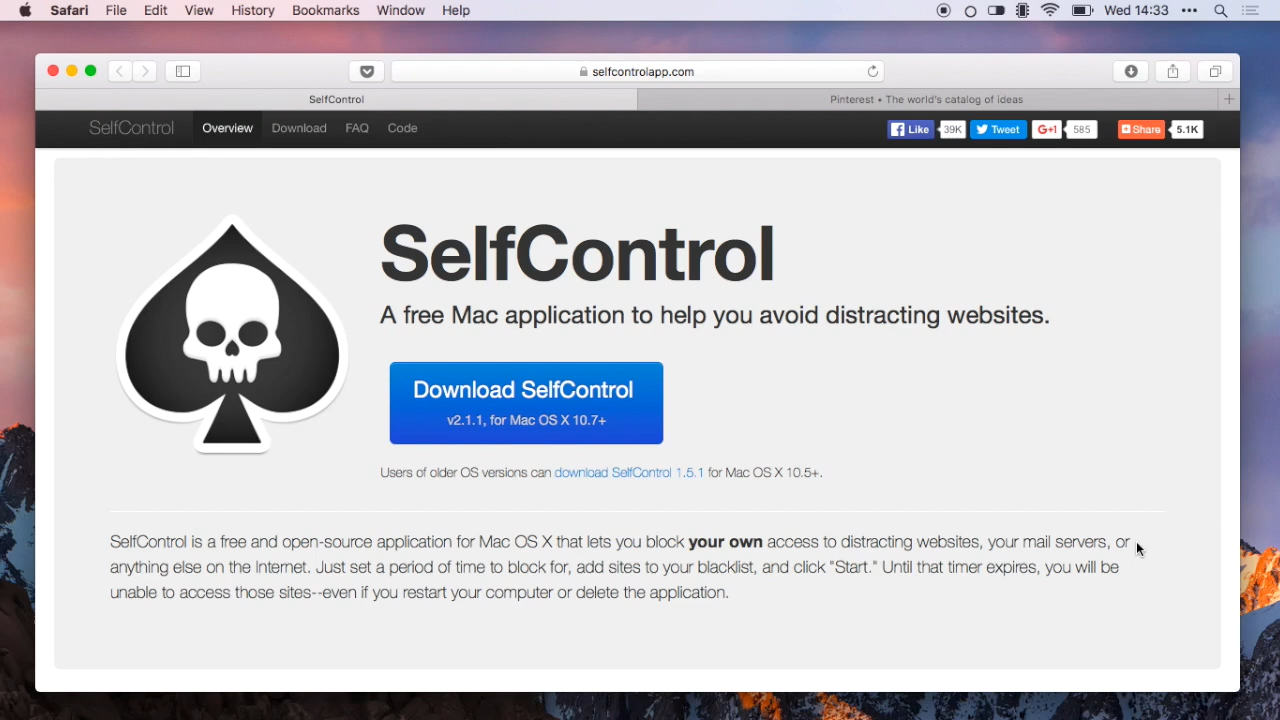 Safari File Edit View History Bookmarks Window Help Wed 14:33
selfcontrolapp.com
SelfControl Pinterest • The world's catalog of ideas
SelfControl Overview Download FAQ Code Like 39K Tweet G+1 585 Share 5.1K
SelfControl
A free Mac application to help you avoid distracting websites.
Download SelfControl
v2.1.1, for Mac OS X 10.7+
Users of older OS versions can download SelfControl 1.5.1 for Mac OS X 10.5+.
SelfControl is a free and open-source application for Mac OS X that lets you block your own access to distracting websites, your mail servers, or
anything else on the Internet. Just set a period of time to block for, add sites to your blacklist, and click "Start." Until that timer expires, you will be
unable to access those sites--even if you restart your computer or delete the application.